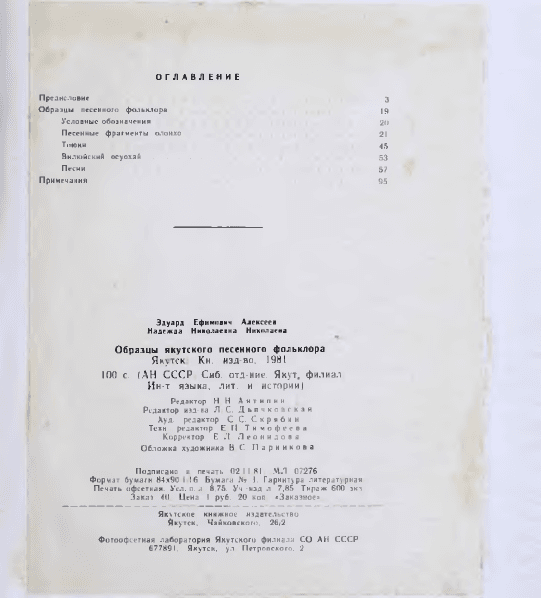 ОГЛАВЛЕНИЕ
Предисловие 3
Образцы песенного фольклора 19
Условные обозначения 20
Песенные фрагменты олонхо 21
Тоюки 45
Вилюйский осуохай 53
Песни 57
Примечания 95
Эдуард Ефимович Алексеев
Надежда Николаевна Николаева
Образцы якутского песенного фольклора
Якутск: Кн. изд-во, 1981
100 с. (АН СССР. Сиб. отд-ние. Якут. филиал.
Ин-т языка, лит. и истории)
Редактор Н. Н. Антипин
Редактор изд-ва Л. С. Дьячковская
Худ. редактор С. С. Скрябин
Техн. редактор Е. П. Тимофеева
Корректор Е. Л. Леонидова
Обложка художника В. С. Парникова
Подписано в печать 02.11.81. МЛ 07276
Формат бумаги 84х90 1/16. Бумага № 1. Гарнитура литературная.
Печать офсетная. Усл. п. л. 8,75. Уч.-изд. л. 7,85. Тираж 600 экз.
Заказ 40. Цена 1 руб. 20 коп. «Заказное».
Якутское книжное издательство
Якутск, Чайковского, 26/2
Фотоофсетная лаборатория Якутского филиала СО АН СССР
677891, Якутск, ул. Петровского, 2